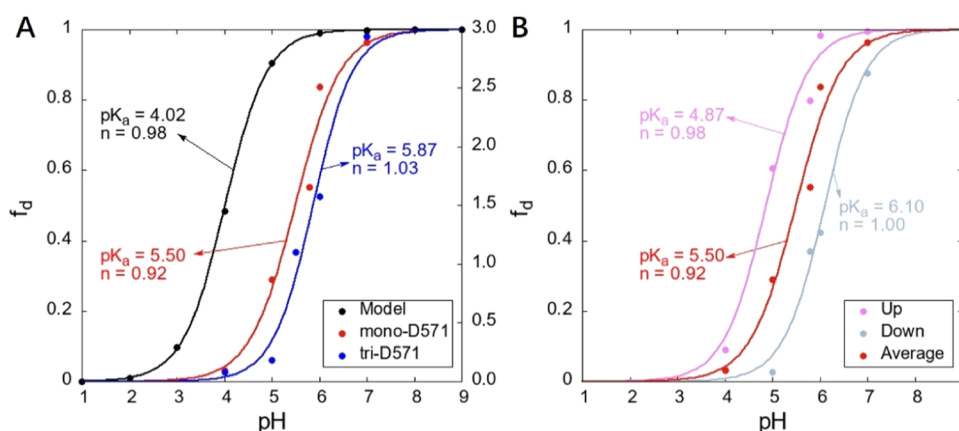 A
B
1
0.8
0.6
0.4
0.2
0
f_d
3.0
2.5
2.0
1.5
1.0
0.5
0.0
pK_a = 4.02
n = 0.98
pK_a = 5.87
n = 1.03
pK_a = 5.50
n = 0.92
Model
mono-D571
tri-D571
1 2 3 4 5 6 7 8 9
pH
1
0.8
0.6
0.4
0.2
0
f_d
pK_a = 4.87
n = 0.98
pK_a = 6.10
n = 1.00
pK_a = 5.50
n = 0.92
Up
Down
Average
1 2 3 4 5 6 7 8
pH